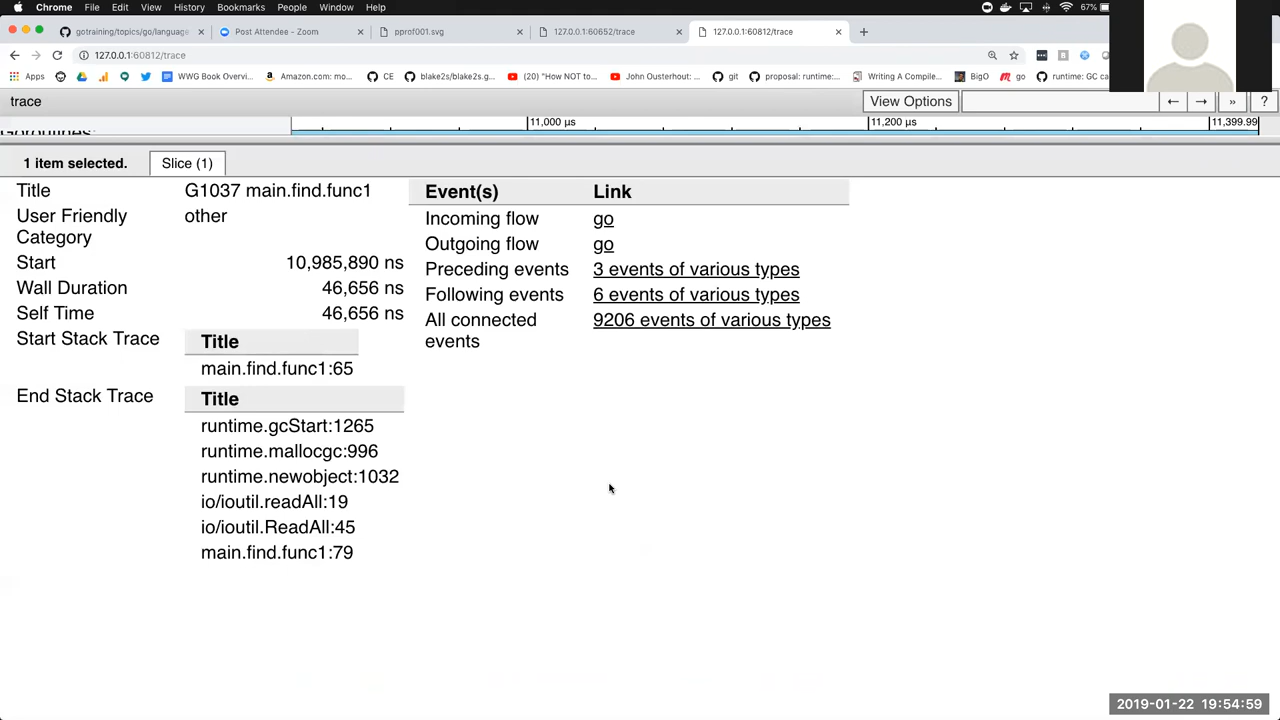 Chrome File Edit View History Bookmarks People Window Help 67%
gotraining/topics/go/language Post Attendee - Zoom pprof001.svg 127.0.0.1:60652/trace 127.0.0.1:60812/trace
127.0.0.1:60812/trace
Apps WWG Book Overvi... Amazon.com: mo... CE blake2s/blake2s.g... (20) "How NOT to... John Ousterhout:... git proposal: runtime:... Writing A Compile... BigO go runtime: GC ca
trace View Options ← → » ?
Goroutines:
11,000 µs 11,200 µs 11,399.99
1 item selected. Slice (1)
Title G1037 main.find.func1
User Friendly other
Category
Start 10,985,890 ns
Wall Duration 46,656 ns
Self Time 46,656 ns
Start Stack Trace Title
main.find.func1:65
End Stack Trace Title
runtime.gcStart:1265
runtime.mallocgc:996
runtime.newobject:1032
io/ioutil.readAll:19
io/ioutil.ReadAll:45
main.find.func1:79
Event(s) Link
Incoming flow go
Outgoing flow go
Preceding events 3 events of various types
Following events 6 events of various types
All connected 9206 events of various types
events
2019-01-22 19:54:59